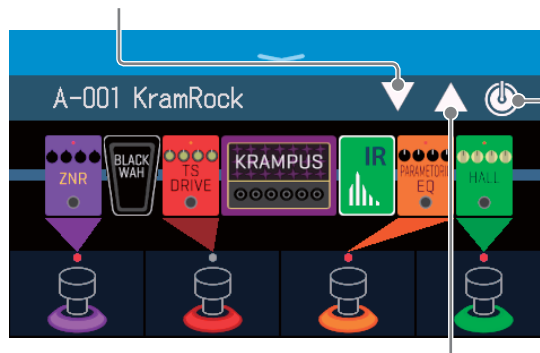 A-001 KramRock
ZNR
BLACK
WAH
TS
DRIVE
KRAMPUS
IR
PARAMETORIC
EQ
HALL